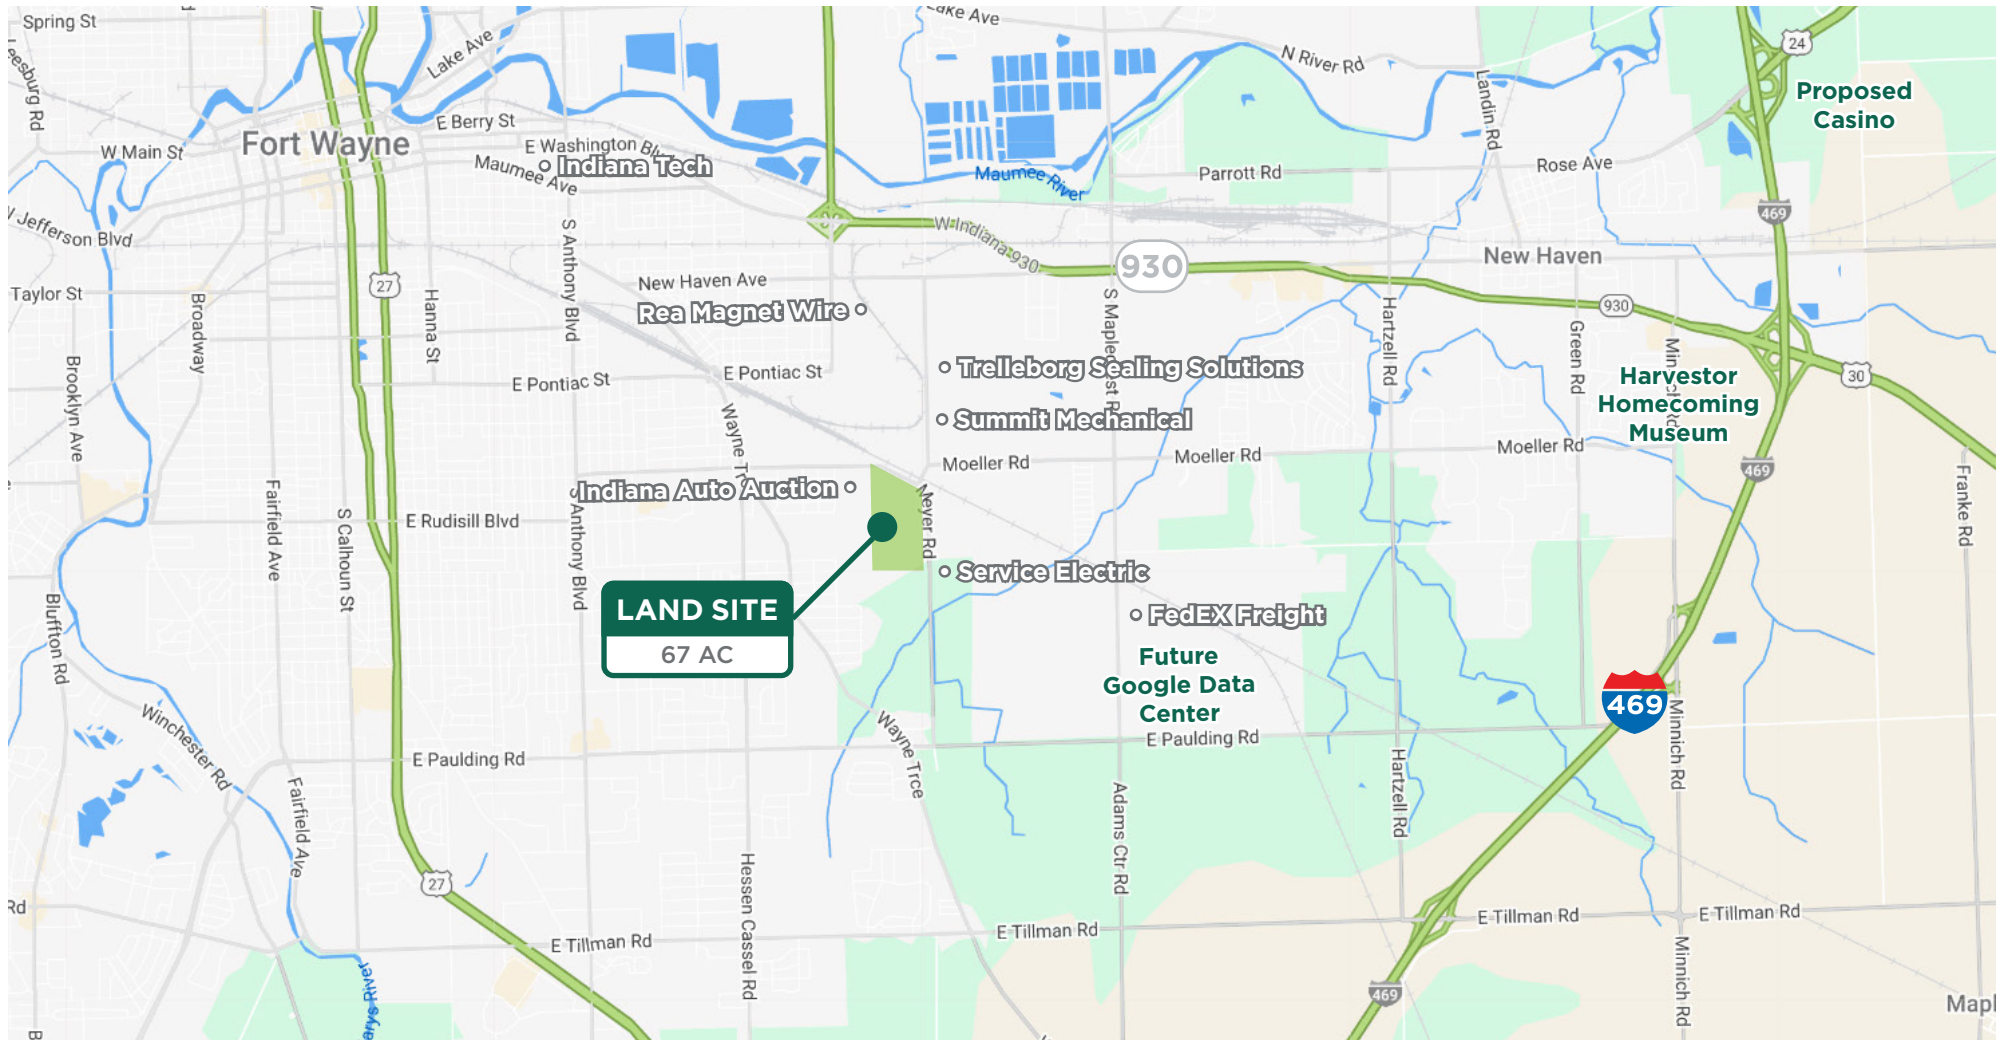 Spring St
Lake Ave
Lake Ave
N River Rd
24
Proposed
Casino
Landin Rd
E Berry St
Fort Wayne
W Main St
E Washington Blv
Indiana Tech
Maumee Ave
Maumee River
Parrott Rd
Rose Ave
469
Jefferson Blvd
W Indiana 930
930
New Haven
S Anthony Blvd
27
New Haven Ave
Taylor St
Broadway
Hanna St
Rea Magnet Wire
S Maplecrest R
Hartzell Rd
Green Rd
930
Trelleborg Sealing Solutions
E Pontiac St
E Pontiac St
30
Harvestor
Homecoming
Museum
Brooklyn Ave
Summit Mechanical
Wayne Tr
Moeller Rd
Moeller Rd
Moeller Rd
469
Franke Rd
Indiana Auto Auction
Meyer Rd
Fairfield Ave
S Calhoun St
E Rudisill Blvd
S Anthony Blvd
Service Electric
LAND SITE
67 AC
FedEX Freight
Bluffton Rd
Future
Google Data
Center
469
E Paulding Rd
Minnich Rd
Winchester Rd
Wayne Trce
E Paulding Rd
Fairfield Ave
Adams Ctr Rd
Hartzell Rd
27
Hessen Cassel Rd
Rd
E Tillman Rd
E Tillman Rd
E Tillman Rd
E Tillman Rd
Minnich Rd
469
arys River
Mapl
B